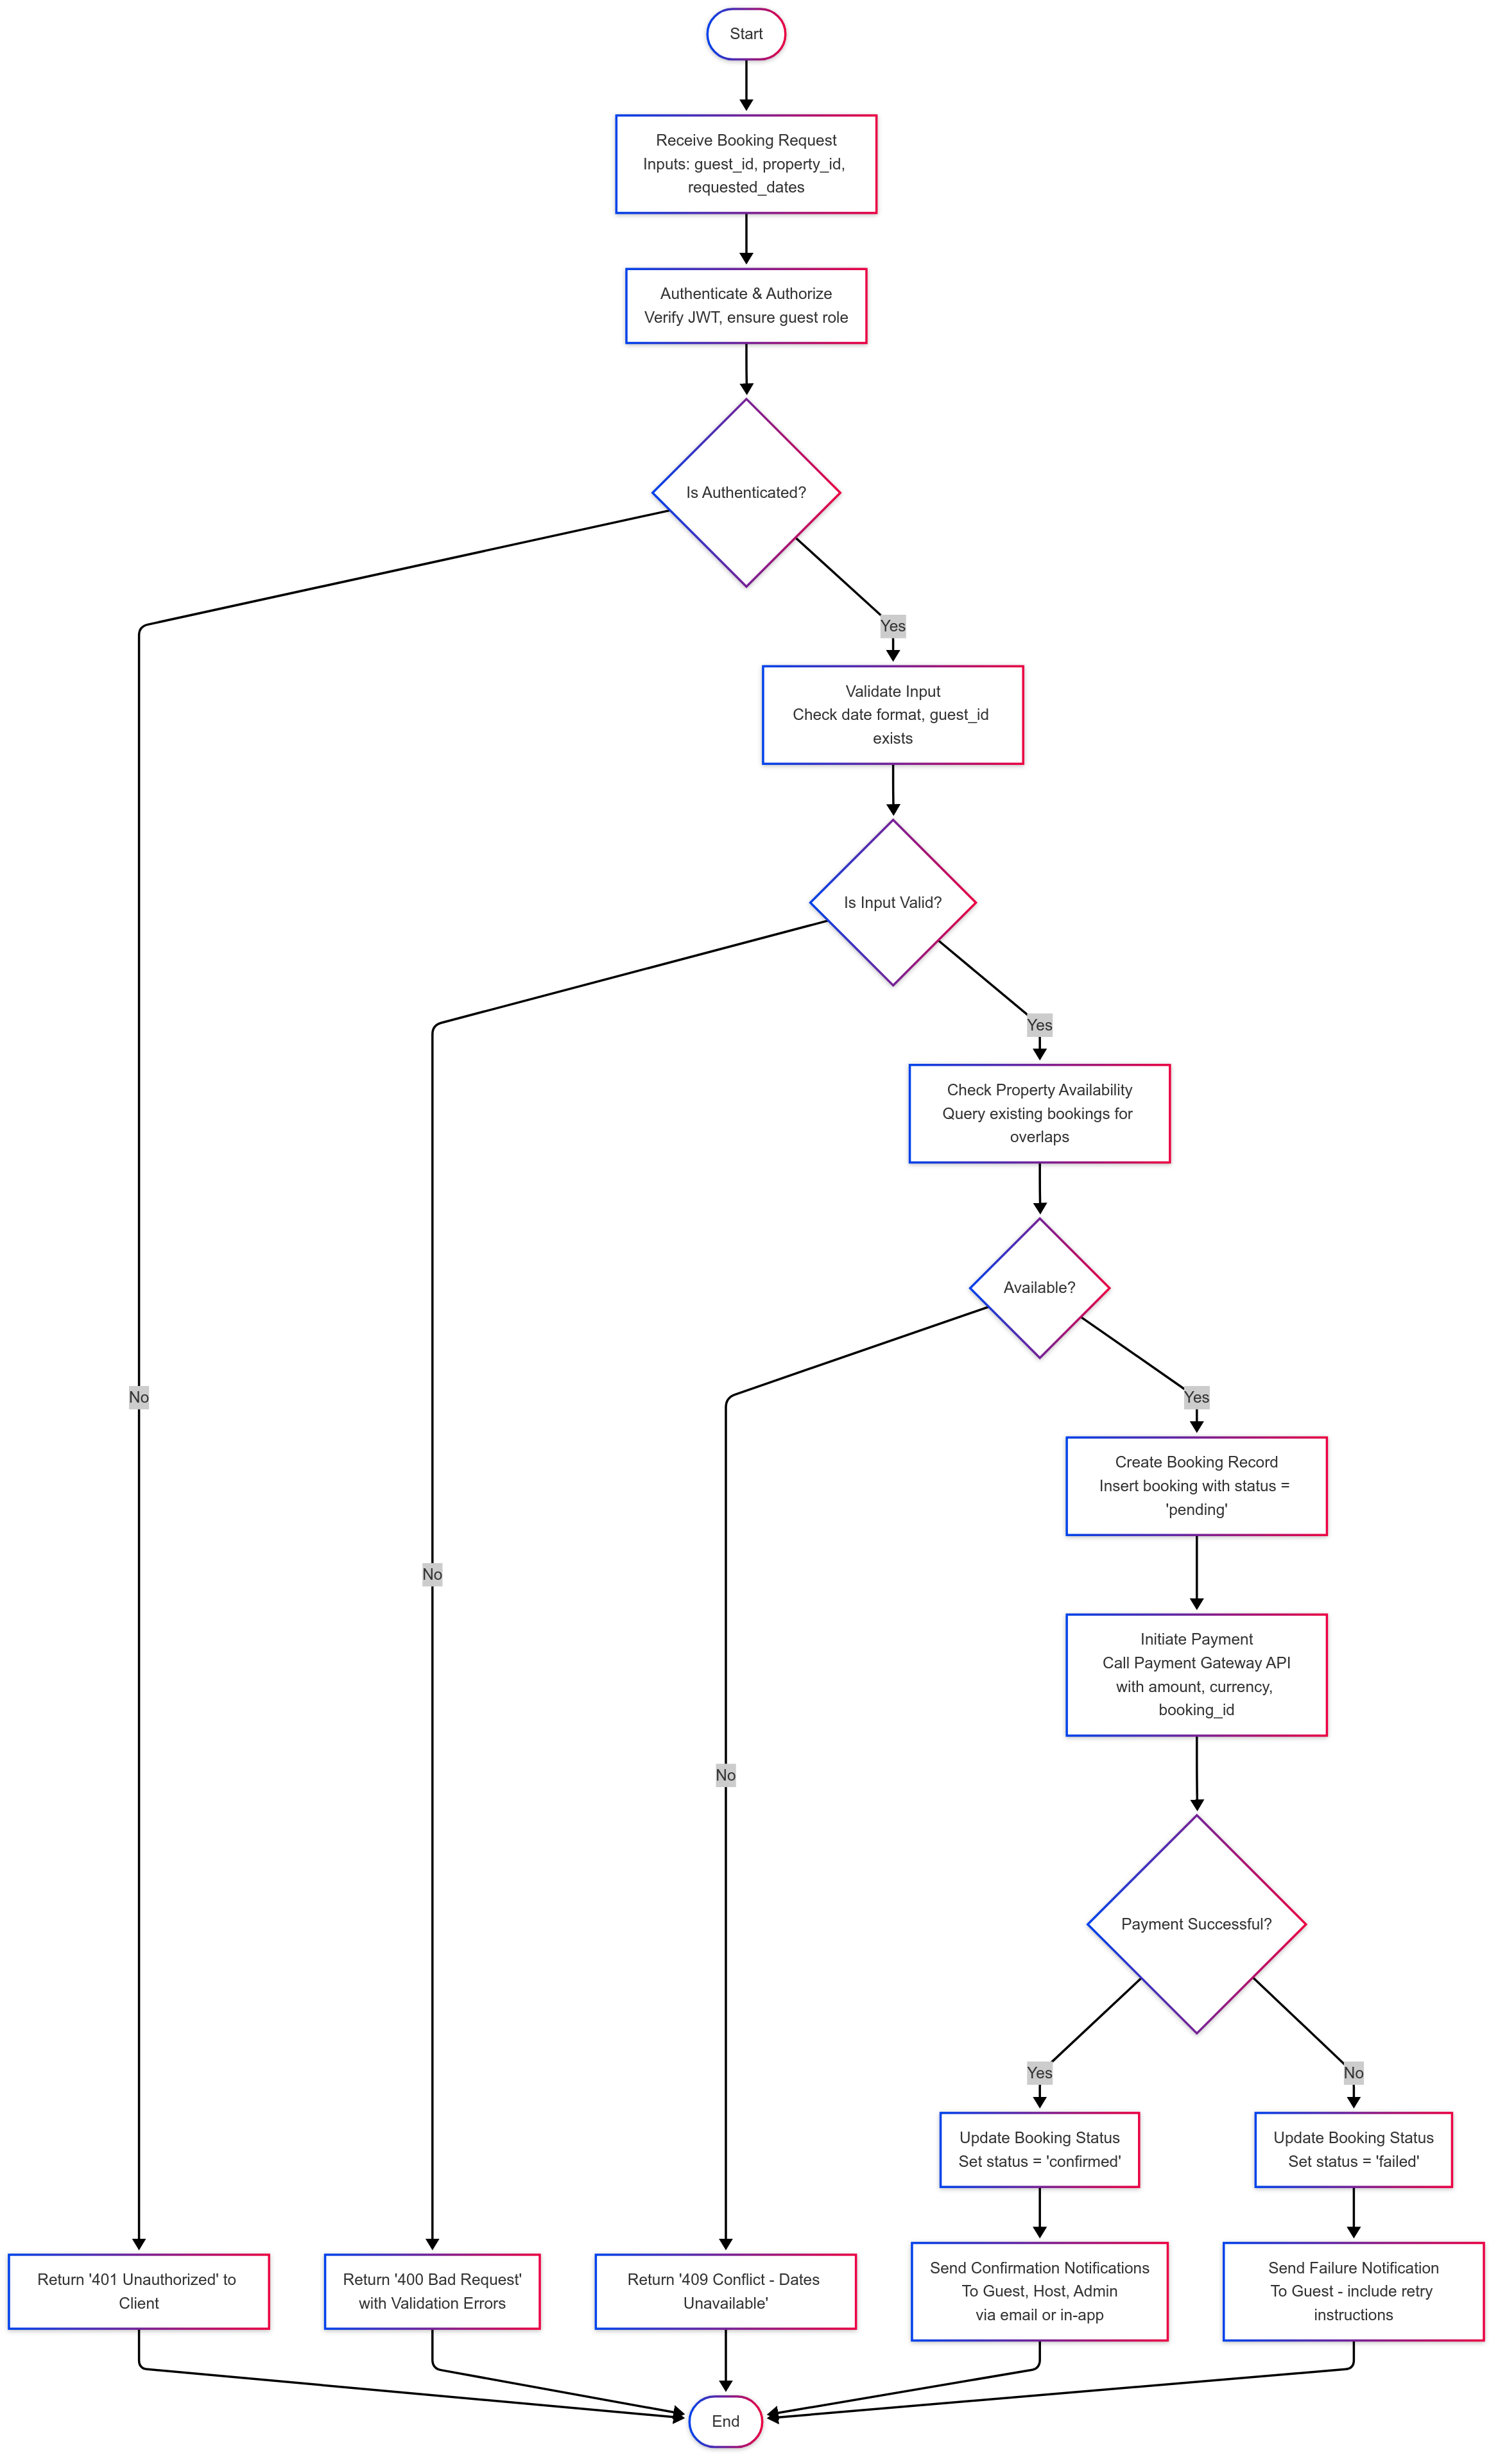 Start
Receive Booking Request
Inputs: guest_id, property_id,
requested_dates
Authenticate & Authorize
Verify JWT, ensure guest role
Is Authenticated?
Yes
Validate Input
Check date format, guest_id
exists
Is Input Valid?
Yes
Check Property Availability
Query existing bookings for
overlaps
Available?
No
Yes
Create Booking Record
Insert booking with status =
'pending'
No
Initiate Payment
Call Payment Gateway API
with amount, currency,
booking_id
No
Payment Successful?
Yes
No
Update Booking Status
Set status = 'confirmed'
Update Booking Status
Set status = 'failed'
Return '401 Unauthorized' to
Client
Return '400 Bad Request'
with Validation Errors
Return '409 Conflict - Dates
Unavailable'
Send Confirmation Notifications
To Guest, Host, Admin
via email or in-app
Send Failure Notification
To Guest - include retry
instructions
End